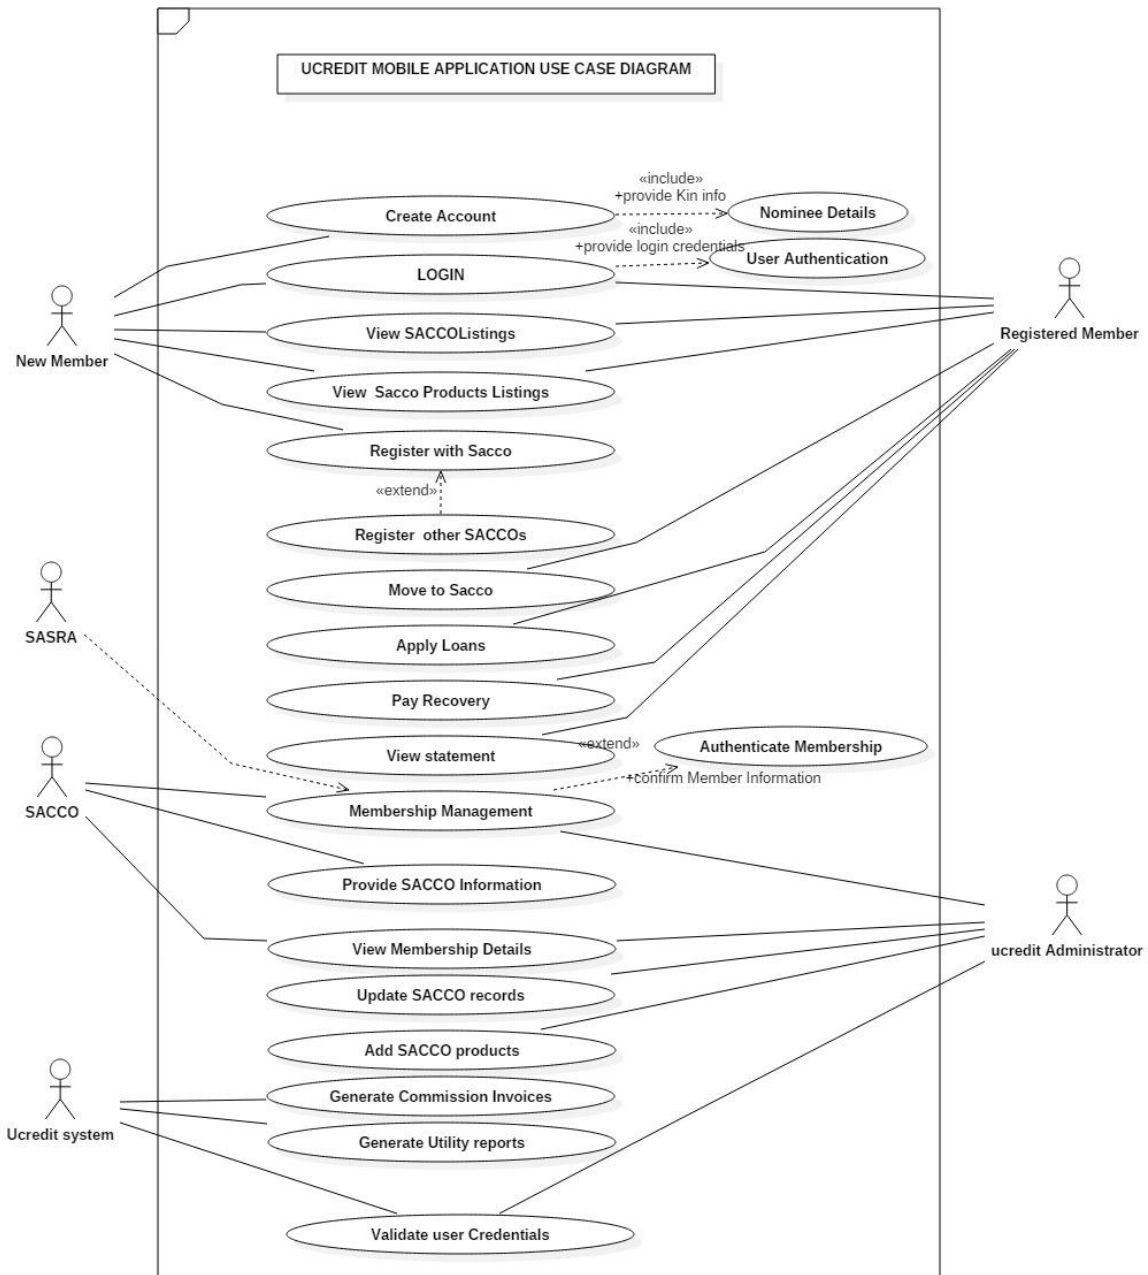 UCREDIT MOBILE APPLICATION USE CASE DIAGRAM
«include»
+provide Kin info
Create Account
Nominee Details
«include»
+provide login credentials
User Authentication
LOGIN
View SACCOListings
Registered Member
New Member
View  Sacco Products Listings
Register with Sacco
«extend»
Register  other SACCOs
Move to Sacco
SASRA
Apply Loans
Pay Recovery
«extend»
Authenticate Membership
View statement
+confirm Member Information
SACCO
Membership Management
Provide SACCO Information
View Membership Details
ucredit Administrator
Update SACCO records
Add SACCO products
Generate Commission Invoices
Ucredit system
Generate Utility reports
Validate user Credentials